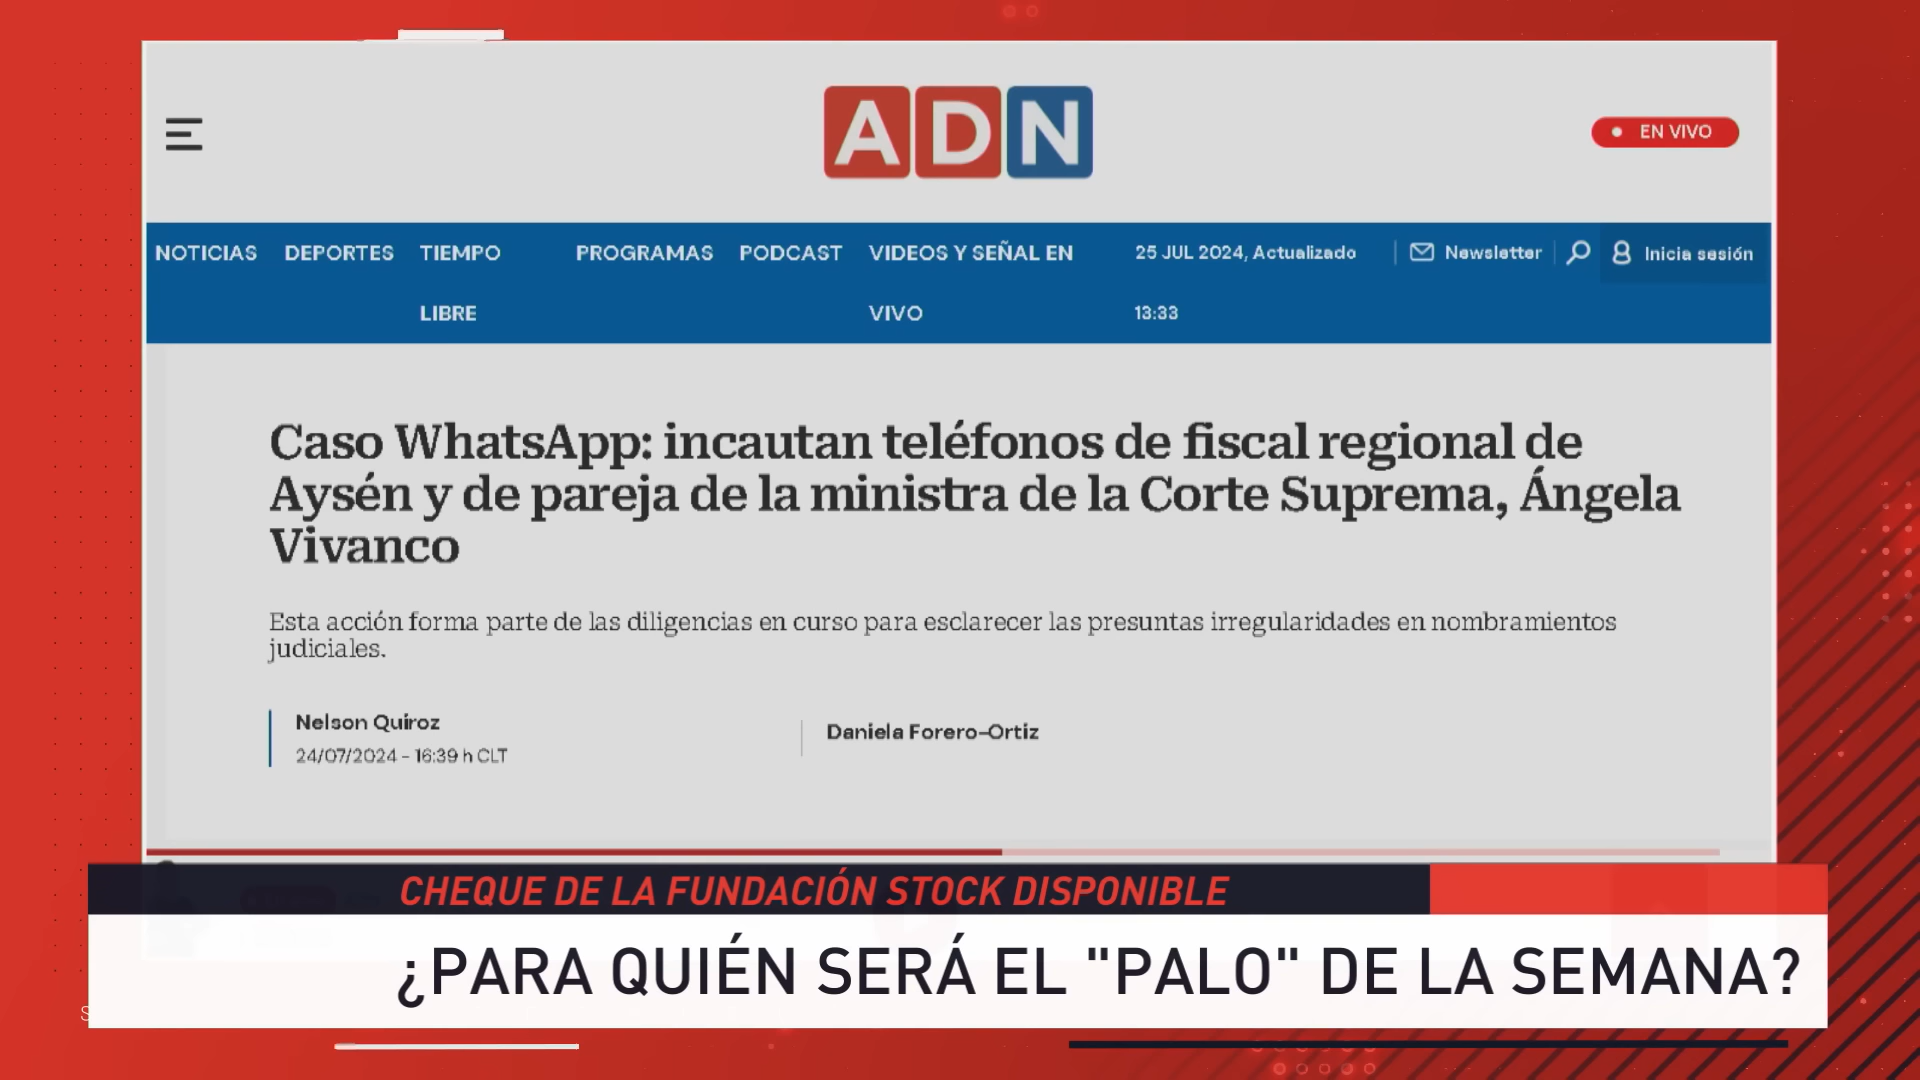 ADN
EN VIVO
NOTICIAS DEPORTES TIEMPO LIBRE PROGRAMAS PODCAST VIDEOS Y SEÑAL EN VIVO 25 JUL 2024, Actualizado 13:33 Newsletter Inicia sesión
Caso WhatsApp: incautan teléfonos de fiscal regional de
Aysén y de pareja de la ministra de la Corte Suprema, Ángela
Vivanco
Esta acción forma parte de las diligencias en curso para esclarecer las presuntas irregularidades en nombramientos
judiciales.
Nelson Quiroz
24/07/2024 - 16:39 h CLT
Daniela Forero-Ortiz
CHEQUE DE LA FUNDACIÓN STOCK DISPONIBLE
¿PARA QUIÉN SERÁ EL "PALO" DE LA SEMANA?